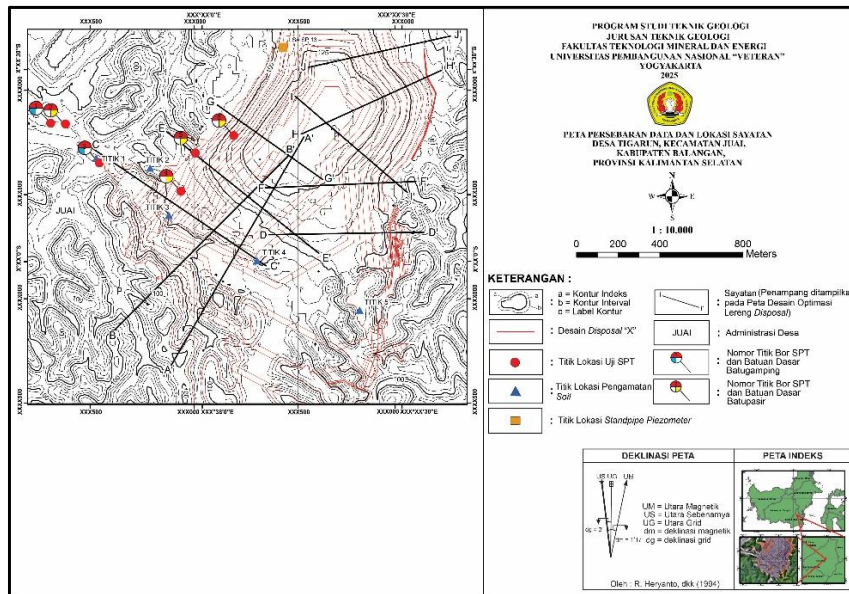 PROGRAM STUDI TEKNIK GEOLOGI
JURUSAN TEKNIK GEOLOGI
FAKULTAS TEKNOLOGI MINERAL DAN ENERGI
UNIVERSITAS PEMBANGUNAN NASIONAL "VETERAN"
YOGYAKARTA
2025
PETA PERSEBARAN DATA DAN LOKASI SAYATAN
DESA TIGARUN, KECAMATAN JUAI,
KABUPATEN BALANGAN,
PROVINSI KALIMANTAN SELATAN
N
W E
S
1 : 10.000
0 200 400 800
Meters
KETERANGAN :
a = Kontur Indeks
b = Kontur Interval
c = Label Kontur
: Desain Disposal "X"
: Titik Lokasi Uji SPT
: Titik Lokasi Pengamatan
Soil
: Titik Lokasi Standpipe Piezometer
Sayatan (Penampang ditampilka
: pada Peta Desain Optimasi
Lereng Disposal)
JUAI : Administrasi Desa
Nomor Titik Bor SPT
: dan Batuan Dasar
Batugamping
Nomor Titik Bor SPT
: dan Batuan Dasar
Batupasir
DEKLINASI PETA
US UG UM
UM = Utara Magnetik
US = Utara Sebenarnya
UG = Utara Grid
dm = deklinasi magnetik
dg = deklinasi grid
Oleh : R. Heryanto, dkk (1994)
PETA INDEKS
J'
H'
G
I
E
H
A'
B'
C
TITIK 1
TITIK 2
G'
F
F'
TITIK 3
JUAI
D
D
TITIK 4
E'
C'
TITIK 5
B
A
100
125